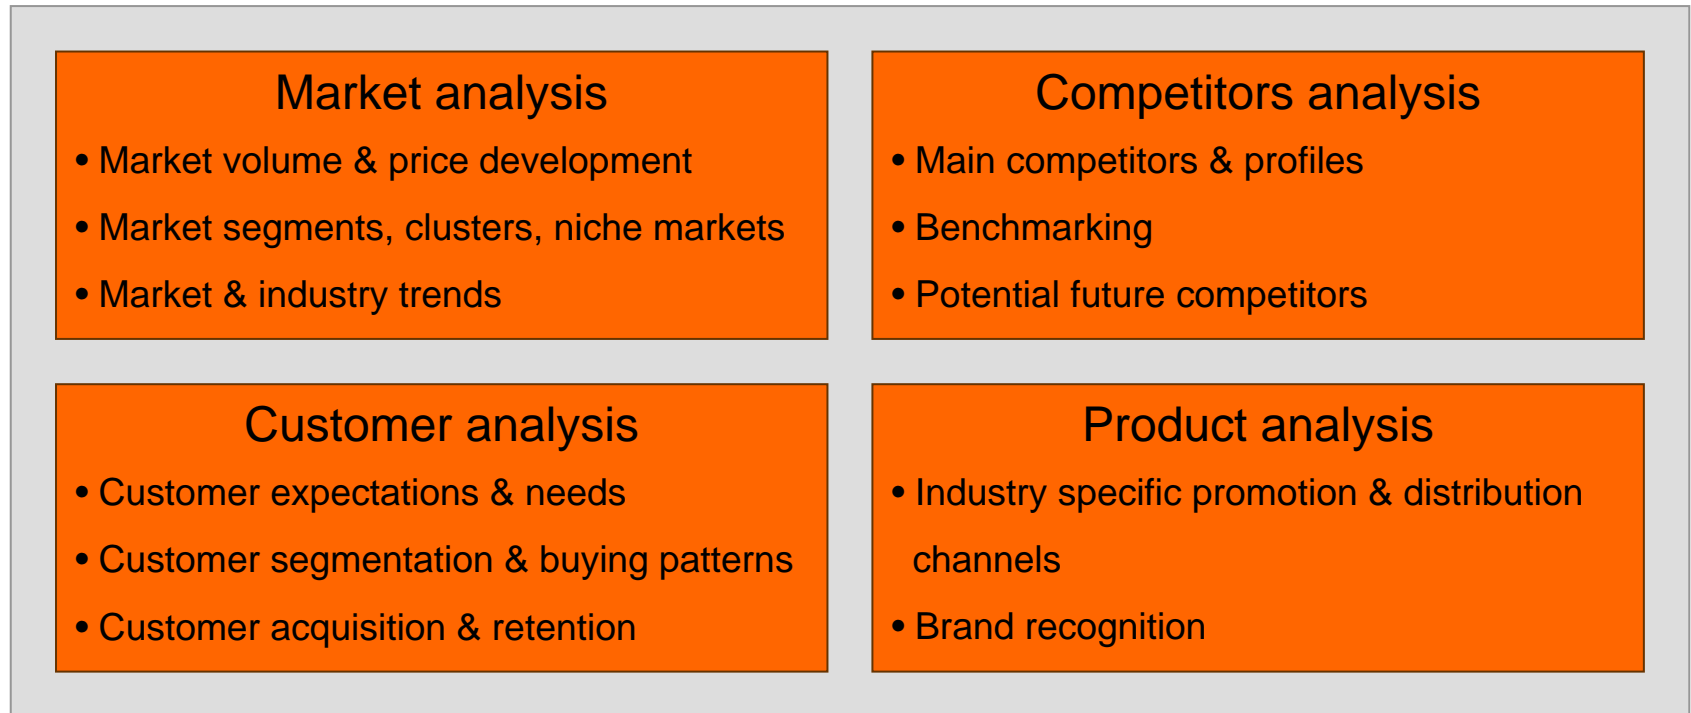 Market analysis
• Market volume & price development
• Market segments, clusters, niche markets
• Market & industry trends
Competitors analysis
• Main competitors & profiles
• Benchmarking
• Potential future competitors
Customer analysis
• Customer expectations & needs
• Customer segmentation & buying patterns
• Customer acquisition & retention
Product analysis
• Industry specific promotion & distribution
channels
• Brand recognition